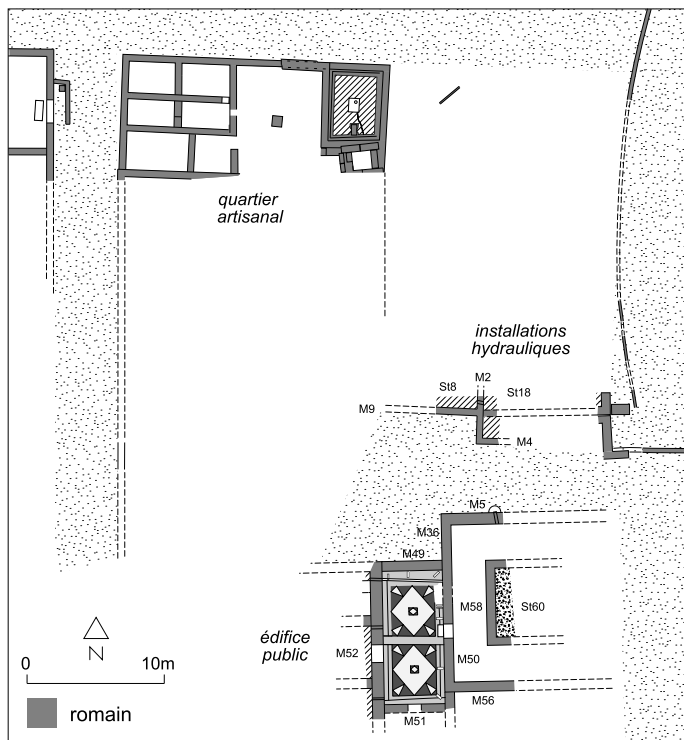 quartier
artisanal
installations
hydrauliques
M2
St8
St18
M9
M4
M5
M36
M49
M58
St60
édifice
public
M52
M50
M56
M51
N
0
10m
romain